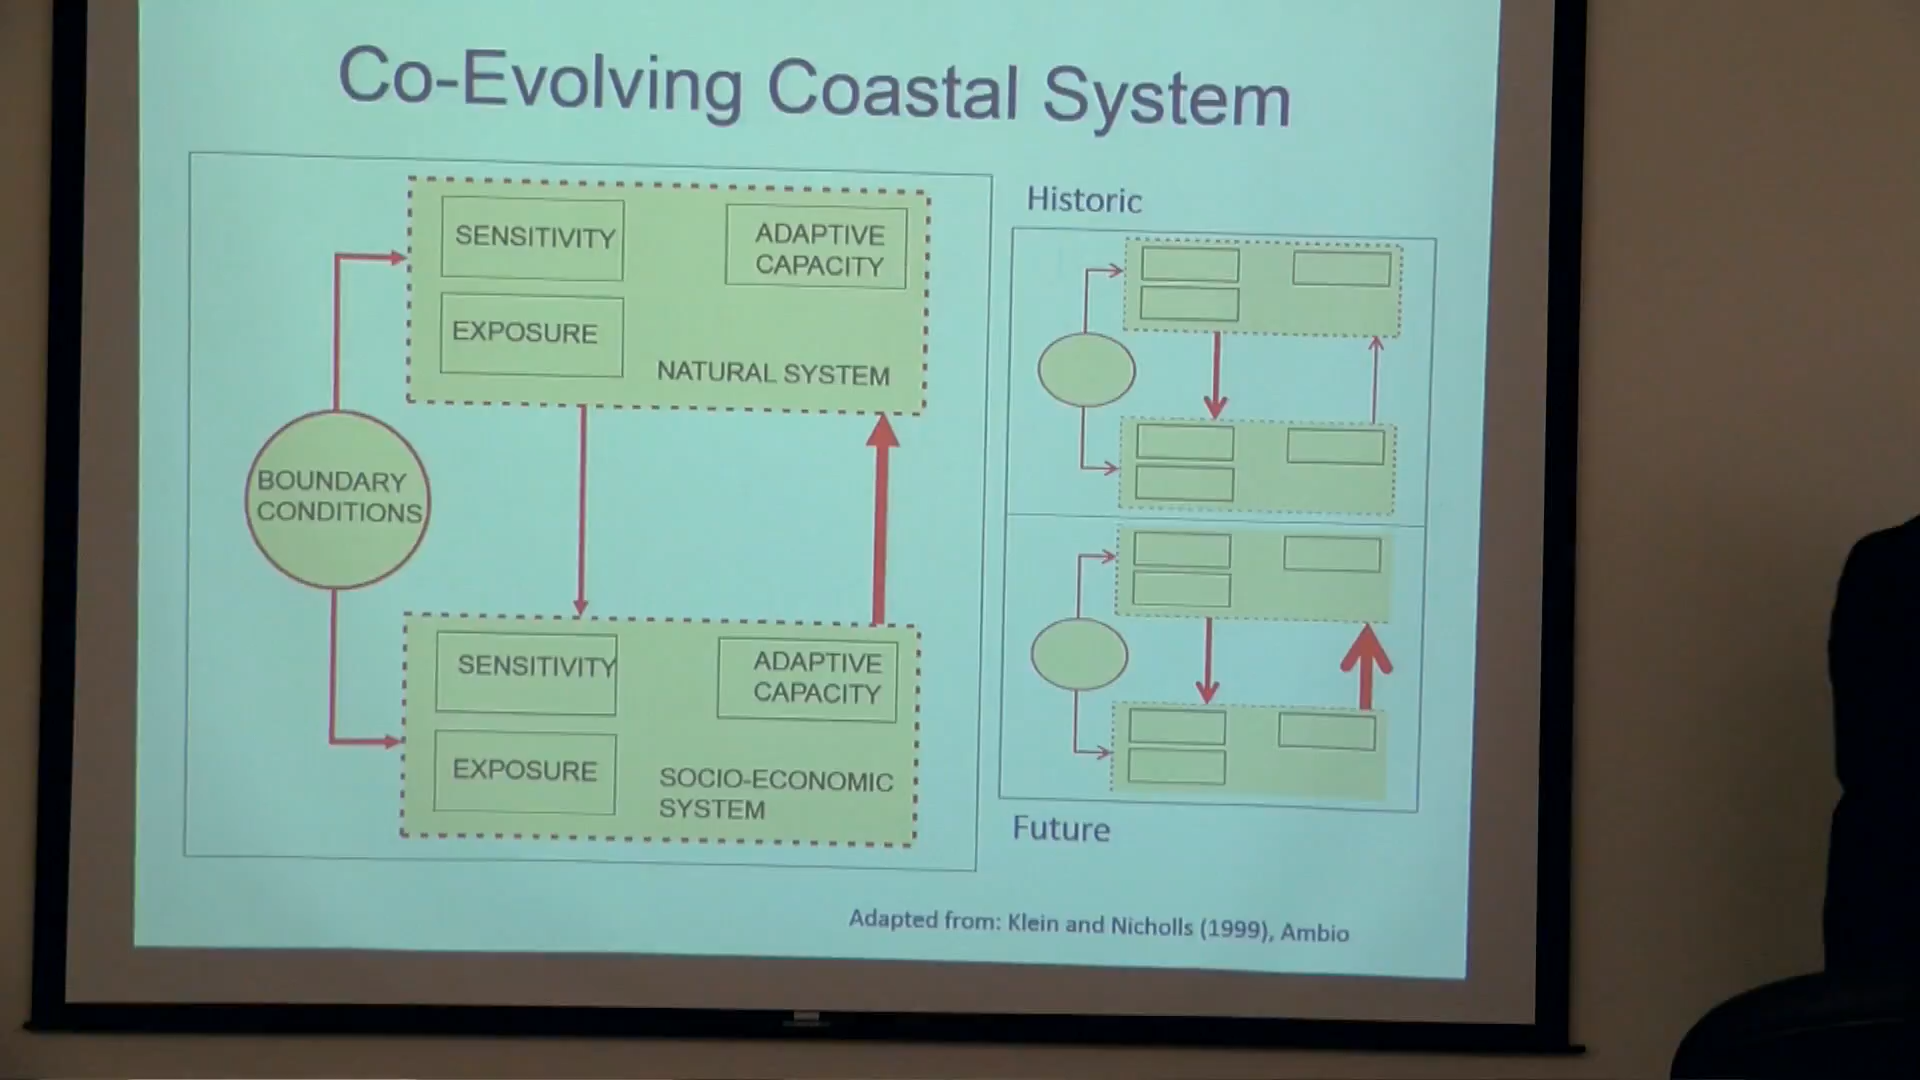 Co-Evolving Coastal System
SENSITIVITY
ADAPTIVE
CAPACITY
EXPOSURE
NATURAL SYSTEM
BOUNDARY
CONDITIONS
SENSITIVITY
ADAPTIVE
CAPACITY
EXPOSURE
SOCIO-ECONOMIC
SYSTEM
Historic
Future
Adapted from: Klein and Nicholls (1999), Ambio